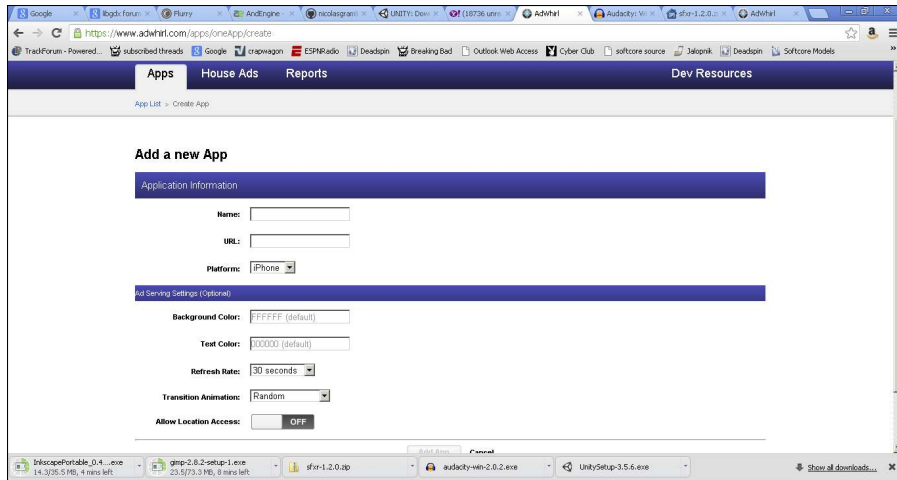 Google
libgdx forum
Flurry
AndEngine -
nicolasgrami
UNITY: Dow
(18736 unre
AdWhirl
Audacity: Wi
sfxr-1.2.0.z
AdWhirl
https://www.adwhirl.com/apps/oneApp/create
TrackForum - Powered...
subscribed threads
Google
crapwagon
ESPNRadio
Deadspin
Breaking Bad
Outlook Web Access
Cyber Club
softcore source
Jalopnik
Deadspin
Softcore Models
»
Apps
House Ads
Reports
Dev Resources
App List > Create App
Add a new App
Application Information
Name:
URL:
Platform: iPhone
Ad Serving Settings (Optional)
Background Color: FFFFFF (default)
Text Color: 000000 (default)
Refresh Rate: 30 seconds
Transition Animation: Random
Allow Location Access: OFF
Add App Cancel
InkscapePortable_0.4....exe
14.3/35.5 MB, 4 mins left
gimp-2.8.2-setup-1.exe
23.5/73.3 MB, 8 mins left
sfxr-1.2.0.zip
audacity-win-2.0.2.exe
UnitySetup-3.5.6.exe
Show all downloads...